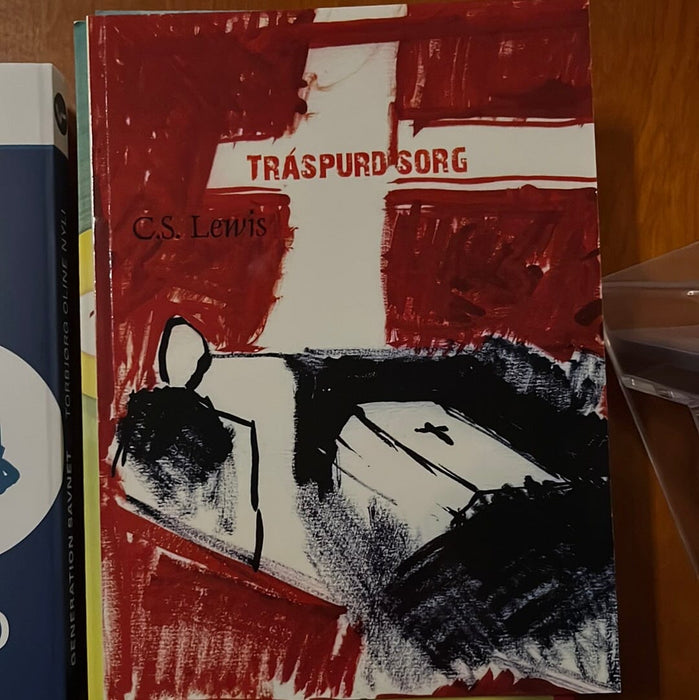 TRÁSPURD SORG
C.S. Lewis
GENERATION SAVNET TORBJØRG OLINE NYLI